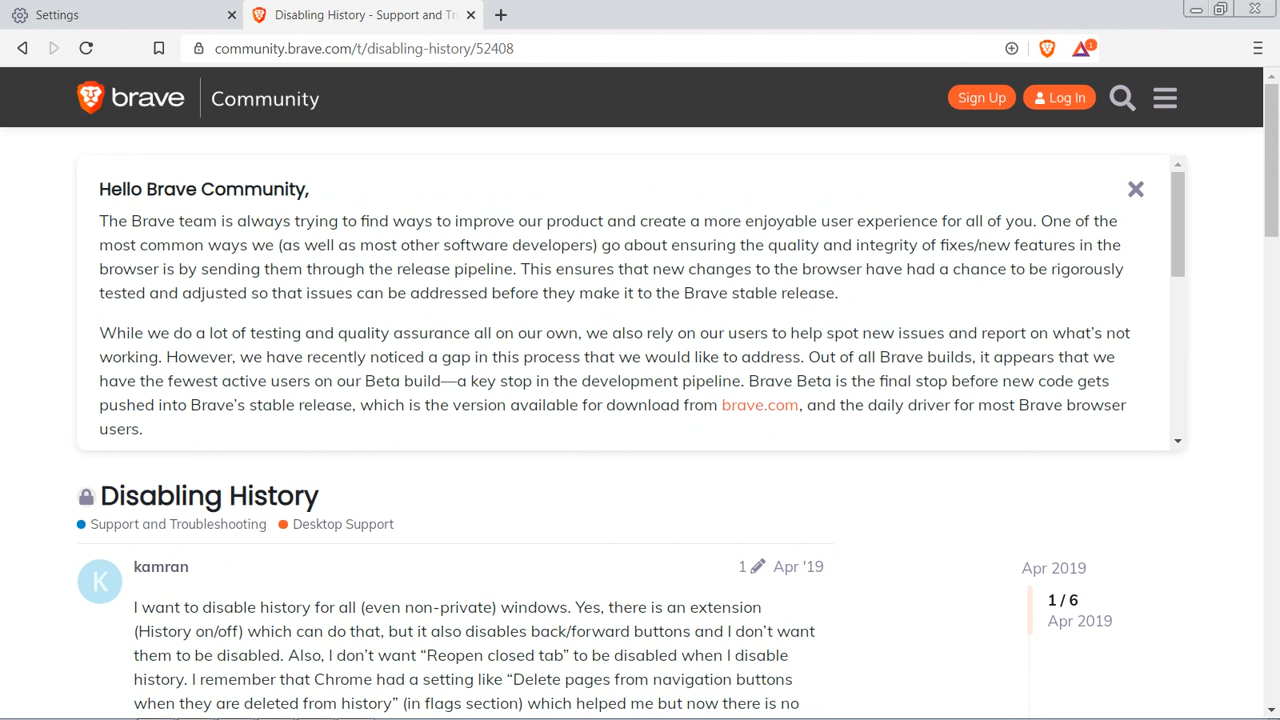 Settings
Disabling History - Support and Tr
community.brave.com/t/disabling-history/52408
1
brave
Community
Sign Up
Log In
Hello Brave Community,
The Brave team is always trying to find ways to improve our product and create a more enjoyable user experience for all of you. One of the
most common ways we (as well as most other software developers) go about ensuring the quality and integrity of fixes/new features in the
browser is by sending them through the release pipeline. This ensures that new changes to the browser have had a chance to be rigorously
tested and adjusted so that issues can be addressed before they make it to the Brave stable release.
While we do a lot of testing and quality assurance all on our own, we also rely on our users to help spot new issues and report on what's not
working. However, we have recently noticed a gap in this process that we would like to address. Out of all Brave builds, it appears that we
have the fewest active users on our Beta build—a key stop in the development pipeline. Brave Beta is the final stop before new code gets
pushed into Brave's stable release, which is the version available for download from brave.com, and the daily driver for most Brave browser
users.
Disabling History
Support and Troubleshooting
Desktop Support
K
kamran
1
Apr '19
I want to disable history for all (even non-private) windows. Yes, there is an extension
(History on/off) which can do that, but it also disables back/forward buttons and I don't want
them to be disabled. Also, I don't want “Reopen closed tab” to be disabled when I disable
history. I remember that Chrome had a setting like “Delete pages from navigation buttons
when they are deleted from history” (in flags section) which helped me but now there is no
Apr 2019
1 / 6
Apr 2019